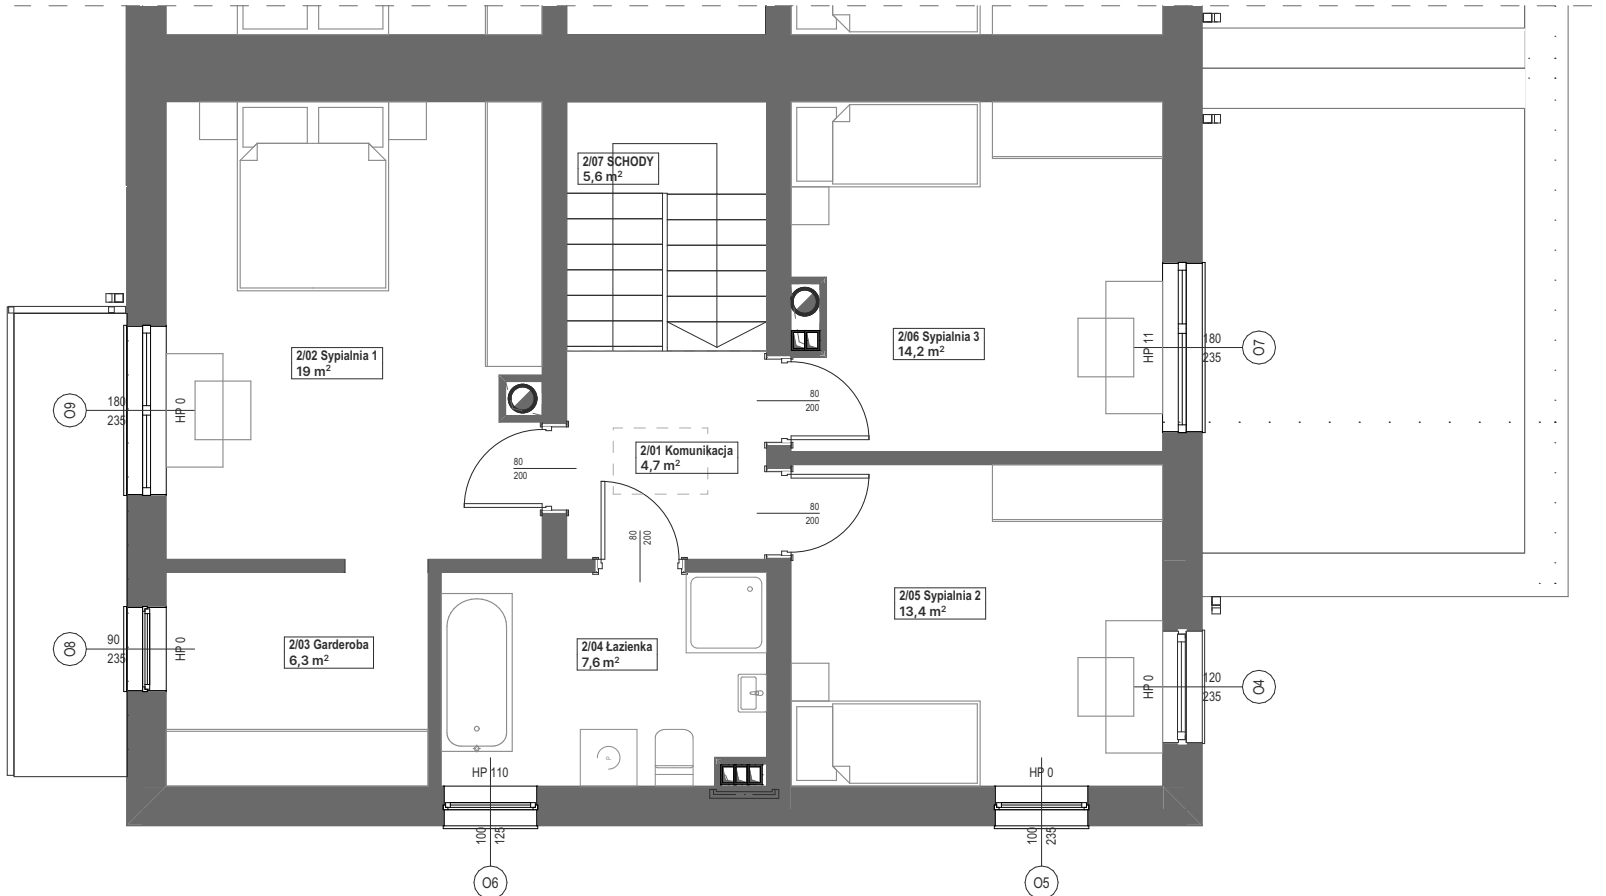 2/07 SCHODY
5,6 m²
2/02 Sypialnia 1
19 m²
2/06 Sypialnia 3
14,2 m²
HP 11
180
235
O7
O9
180
235
HP 0
80
200
2/01 Komunikacja
4,7 m²
80
200
80
200
80
200
2/05 Sypialnia 2
13,4 m²
O8
90
235
HP 0
2/03 Garderoba
6,3 m²
2/04 Łazienka
7,6 m²
HP 0
120
235
O4
P
HP 110
HP 0
100
125
100
235
O6
O5